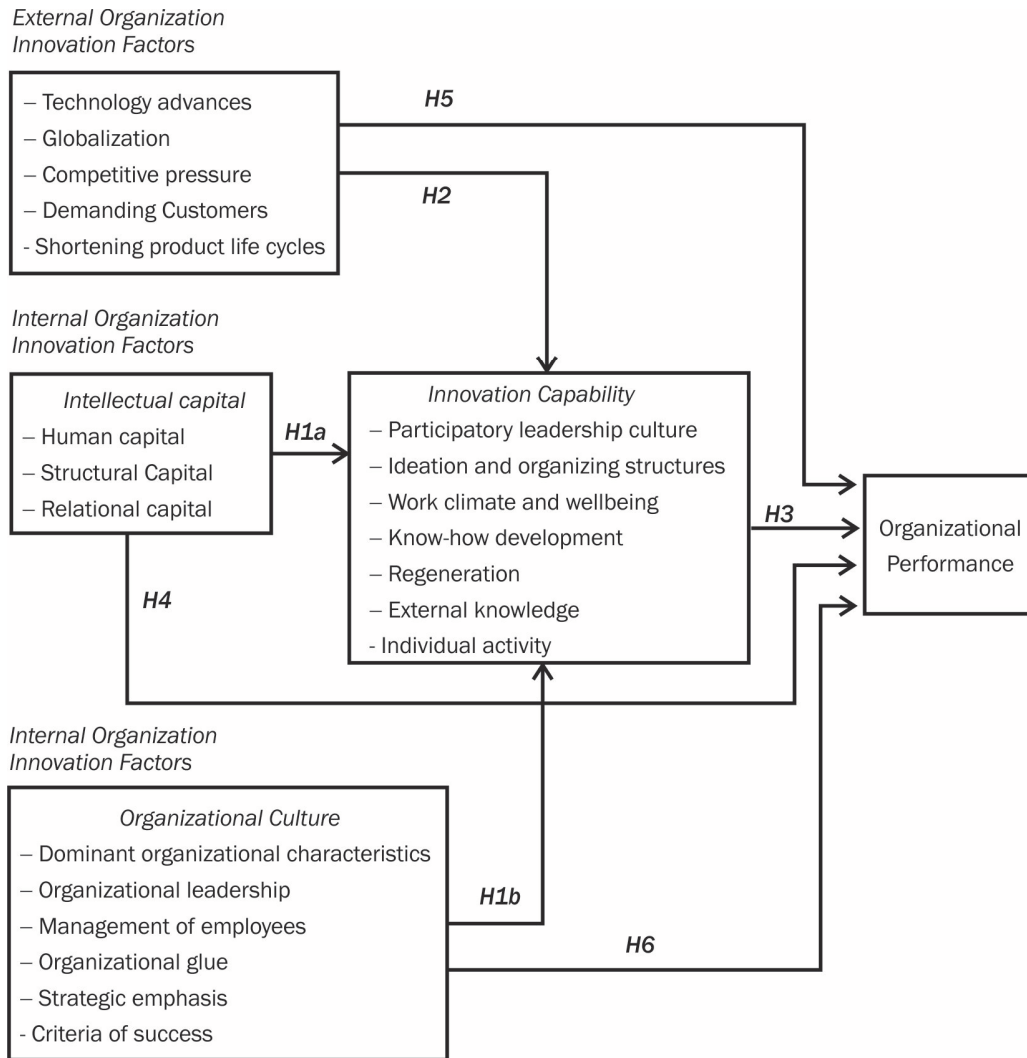 External Organization
Innovation Factors
– Technology advances
– Globalization
– Competitive pressure
– Demanding Customers
- Shortening product life cycles
H5
H2
Internal Organization
Innovation Factors
Intellectual capital
– Human capital
– Structural Capital
– Relational capital
H1a
H4
Innovation Capability
– Participatory leadership culture
– Ideation and organizing structures
– Work climate and wellbeing
– Know-how development
– Regeneration
– External knowledge
- Individual activity
H3
Organizational
Performance
Internal Organization
Innovation Factors
Organizational Culture
– Dominant organizational characteristics
– Organizational leadership
– Management of employees
– Organizational glue
– Strategic emphasis
- Criteria of success
H1b
H6